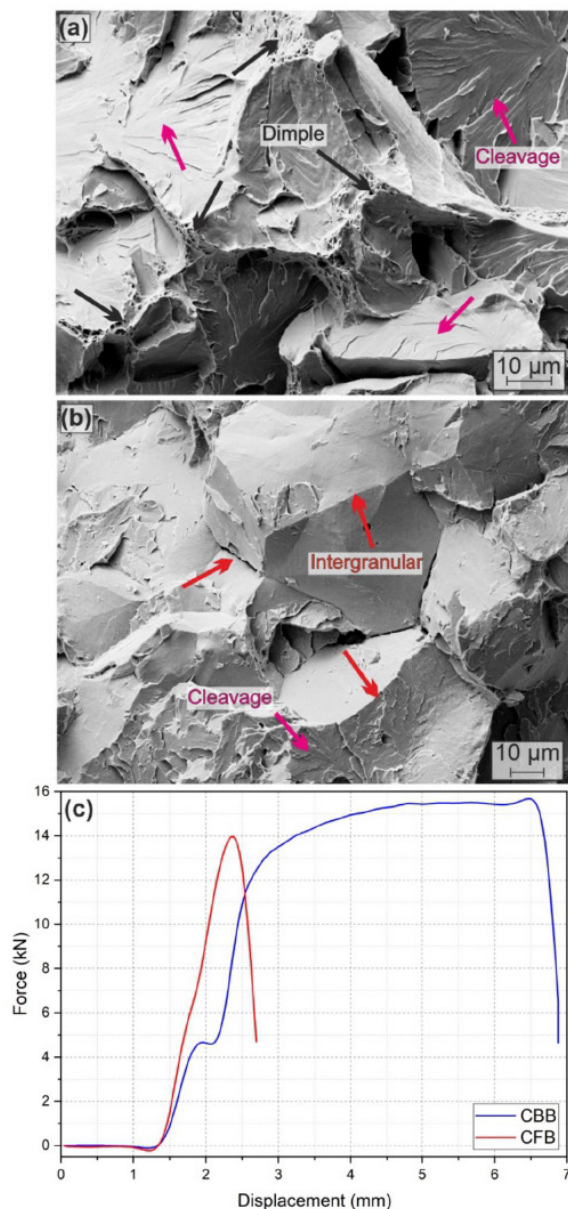 (a)
Dimple
Cleavage
10 µm
(b)
Intergranular
Cleavage
10 µm
(c)
16
14
12
10
8
6
4
2
0
Force (kN)
0 1 2 3 4 5 6 7
Displacement (mm)
CBB
CFB